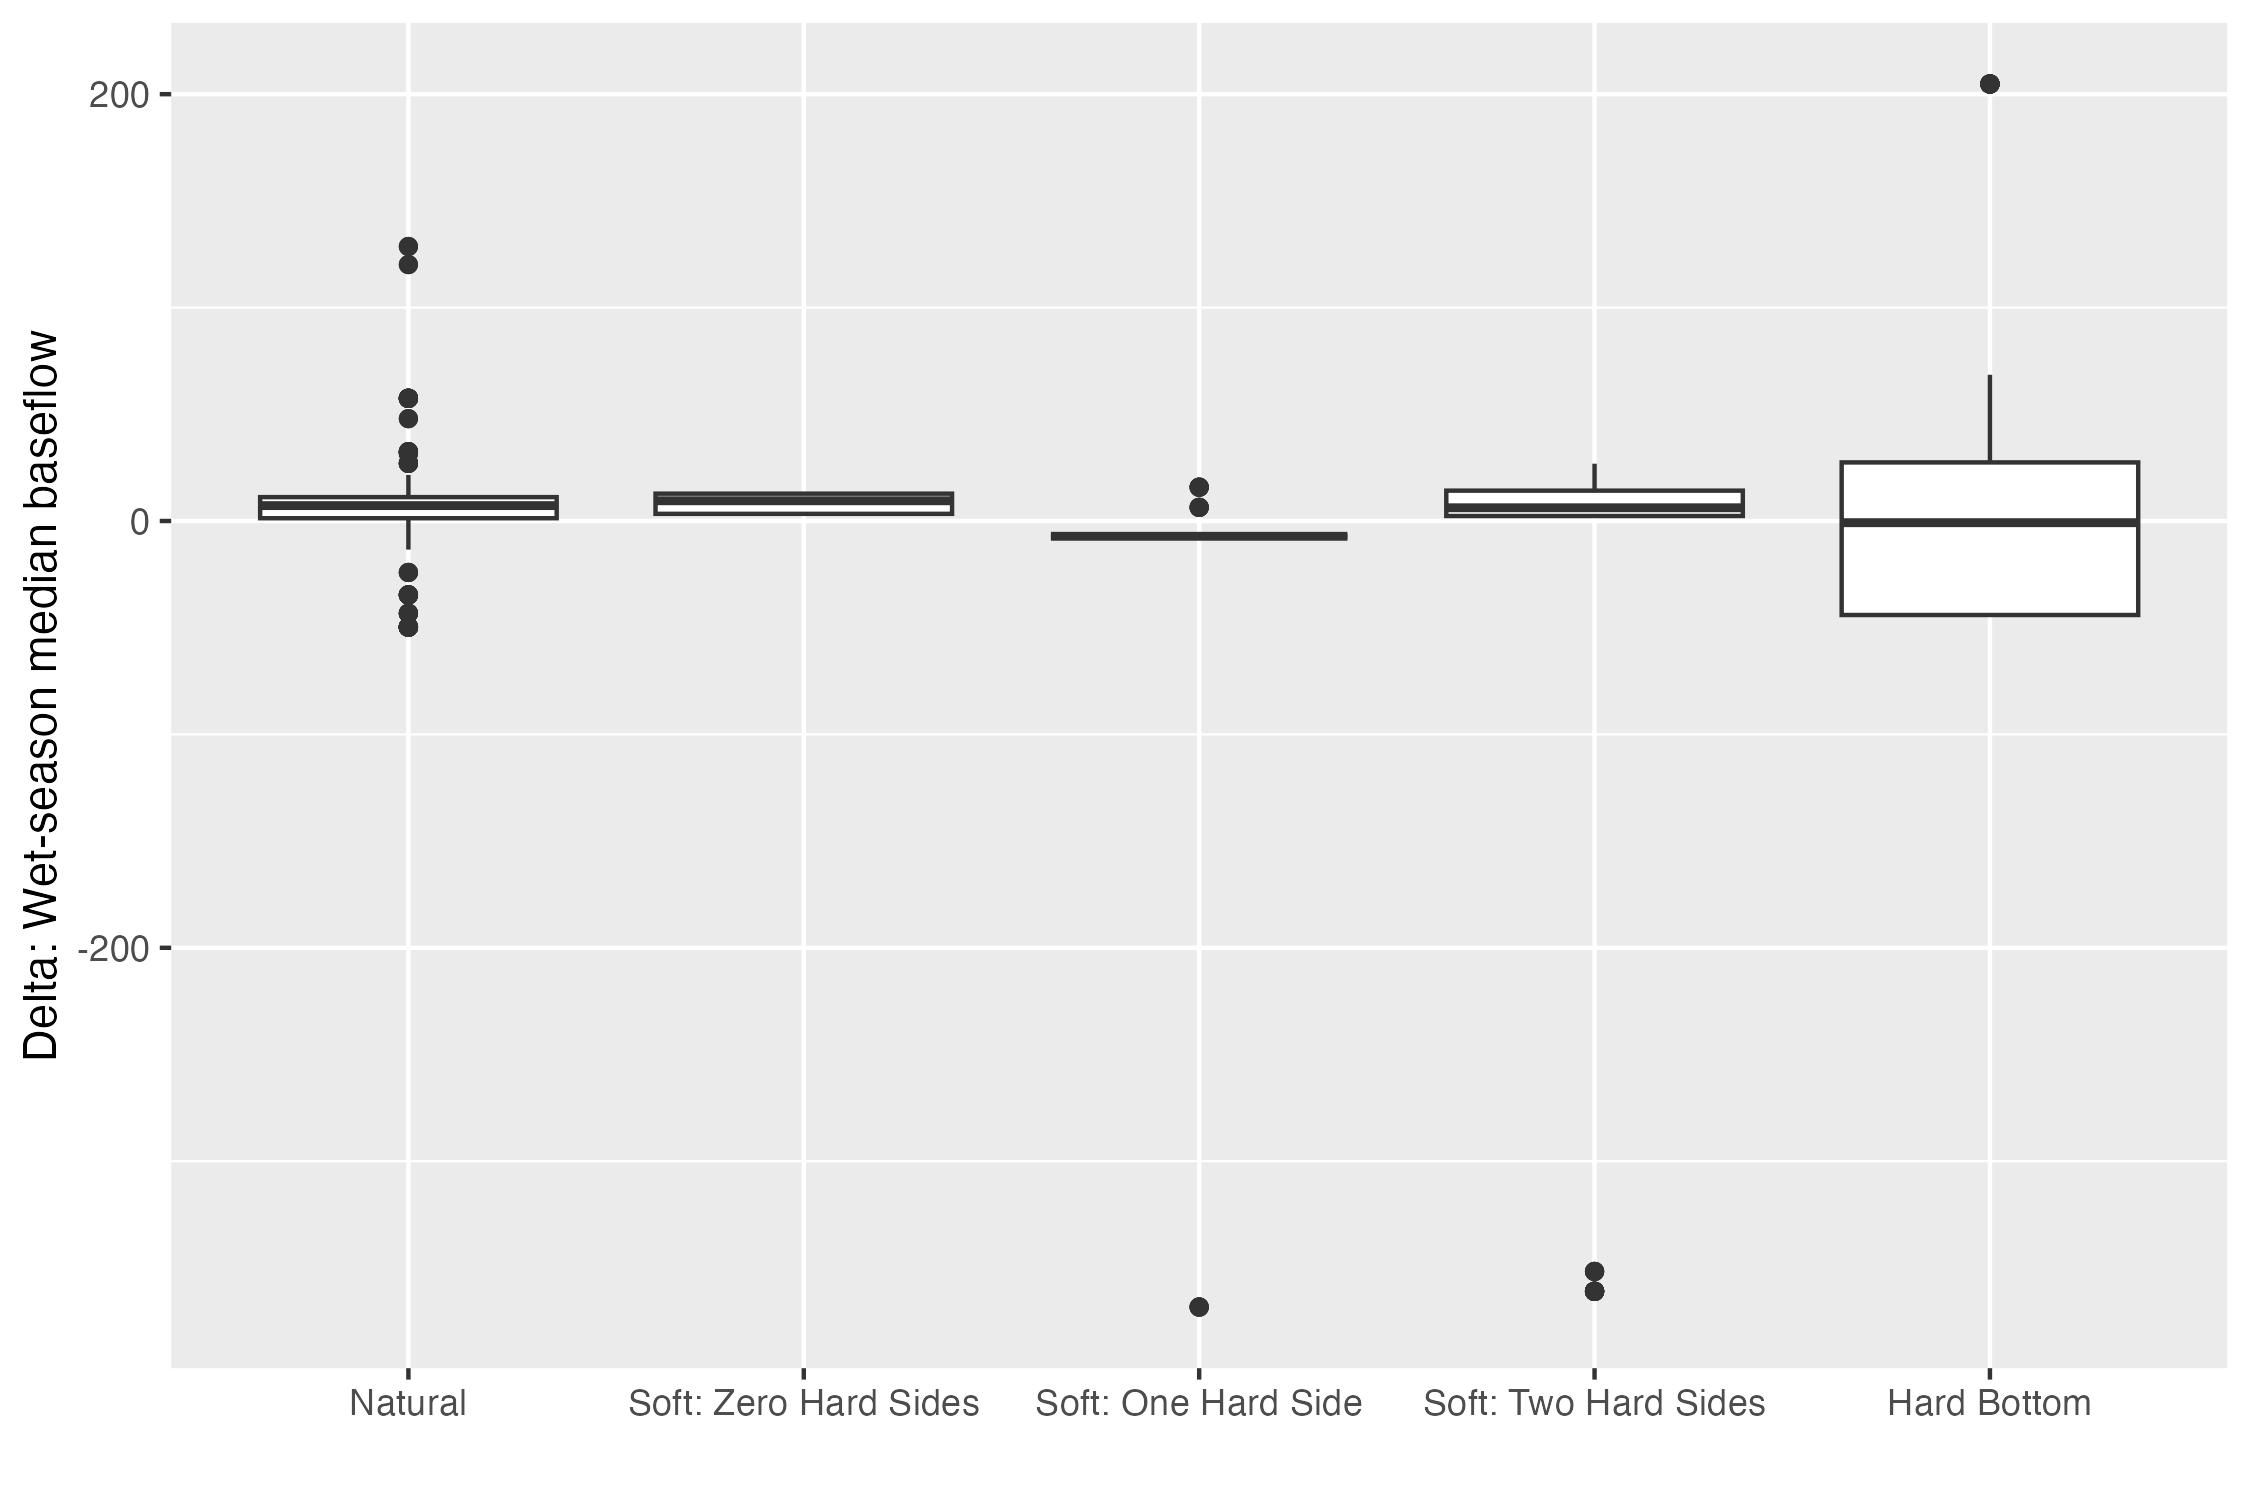 Delta: Wet-season median baseflow
200
0
-200
Natural
Soft: Zero Hard Sides
Soft: One Hard Side
Soft: Two Hard Sides
Hard Bottom